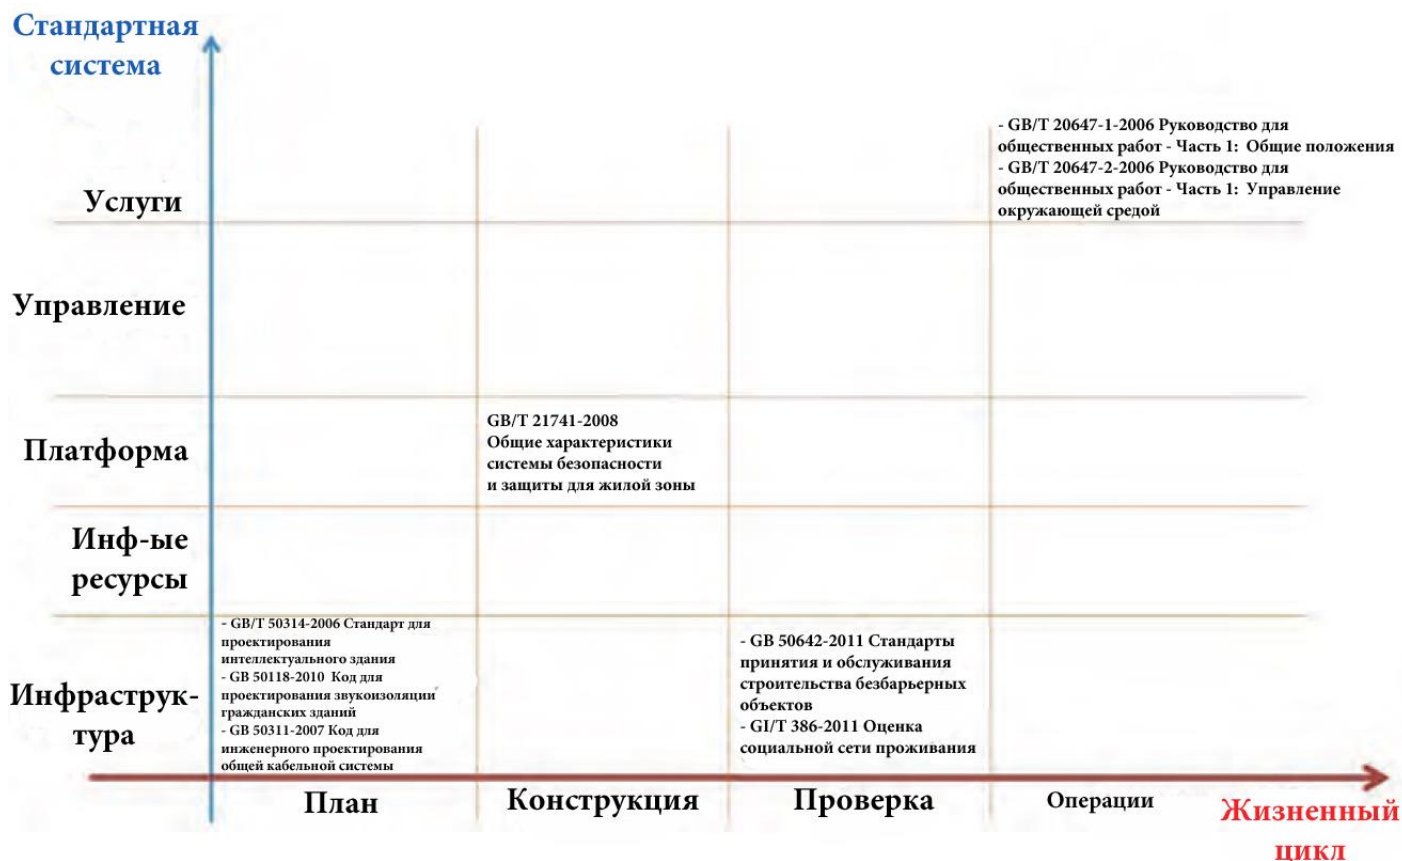 Стандартная
система
- GB/T 20647-1-2006 Руководство для
общественных работ - Часть 1: Общие положения
- GB/T 20647-2-2006 Руководство для
общественных работ - Часть 1: Управление
окружающей средой
Услуги
Управление
Платформа
GB/T 21741-2008
Общие характеристики
системы безопасности
и защиты для жилой зоны
Инф-ые
ресурсы
Инфраструк-
тура
- GB/T 50314-2006 Стандарт для
проектирования
интеллектуального здания
- GB 50118-2010 Код для
проектирования звукоизоляции
гражданских зданий
- GB 50311-2007 Код для
инженерного проектирования
общей кабельной системы
- GB 50642-2011 Стандарты
принятия и обслуживания
строительства безбарьерных
объектов
- GI/T 386-2011 Оценка
социальной сети проживания
План
Конструкция
Проверка
Операции
Жизненный
цикл